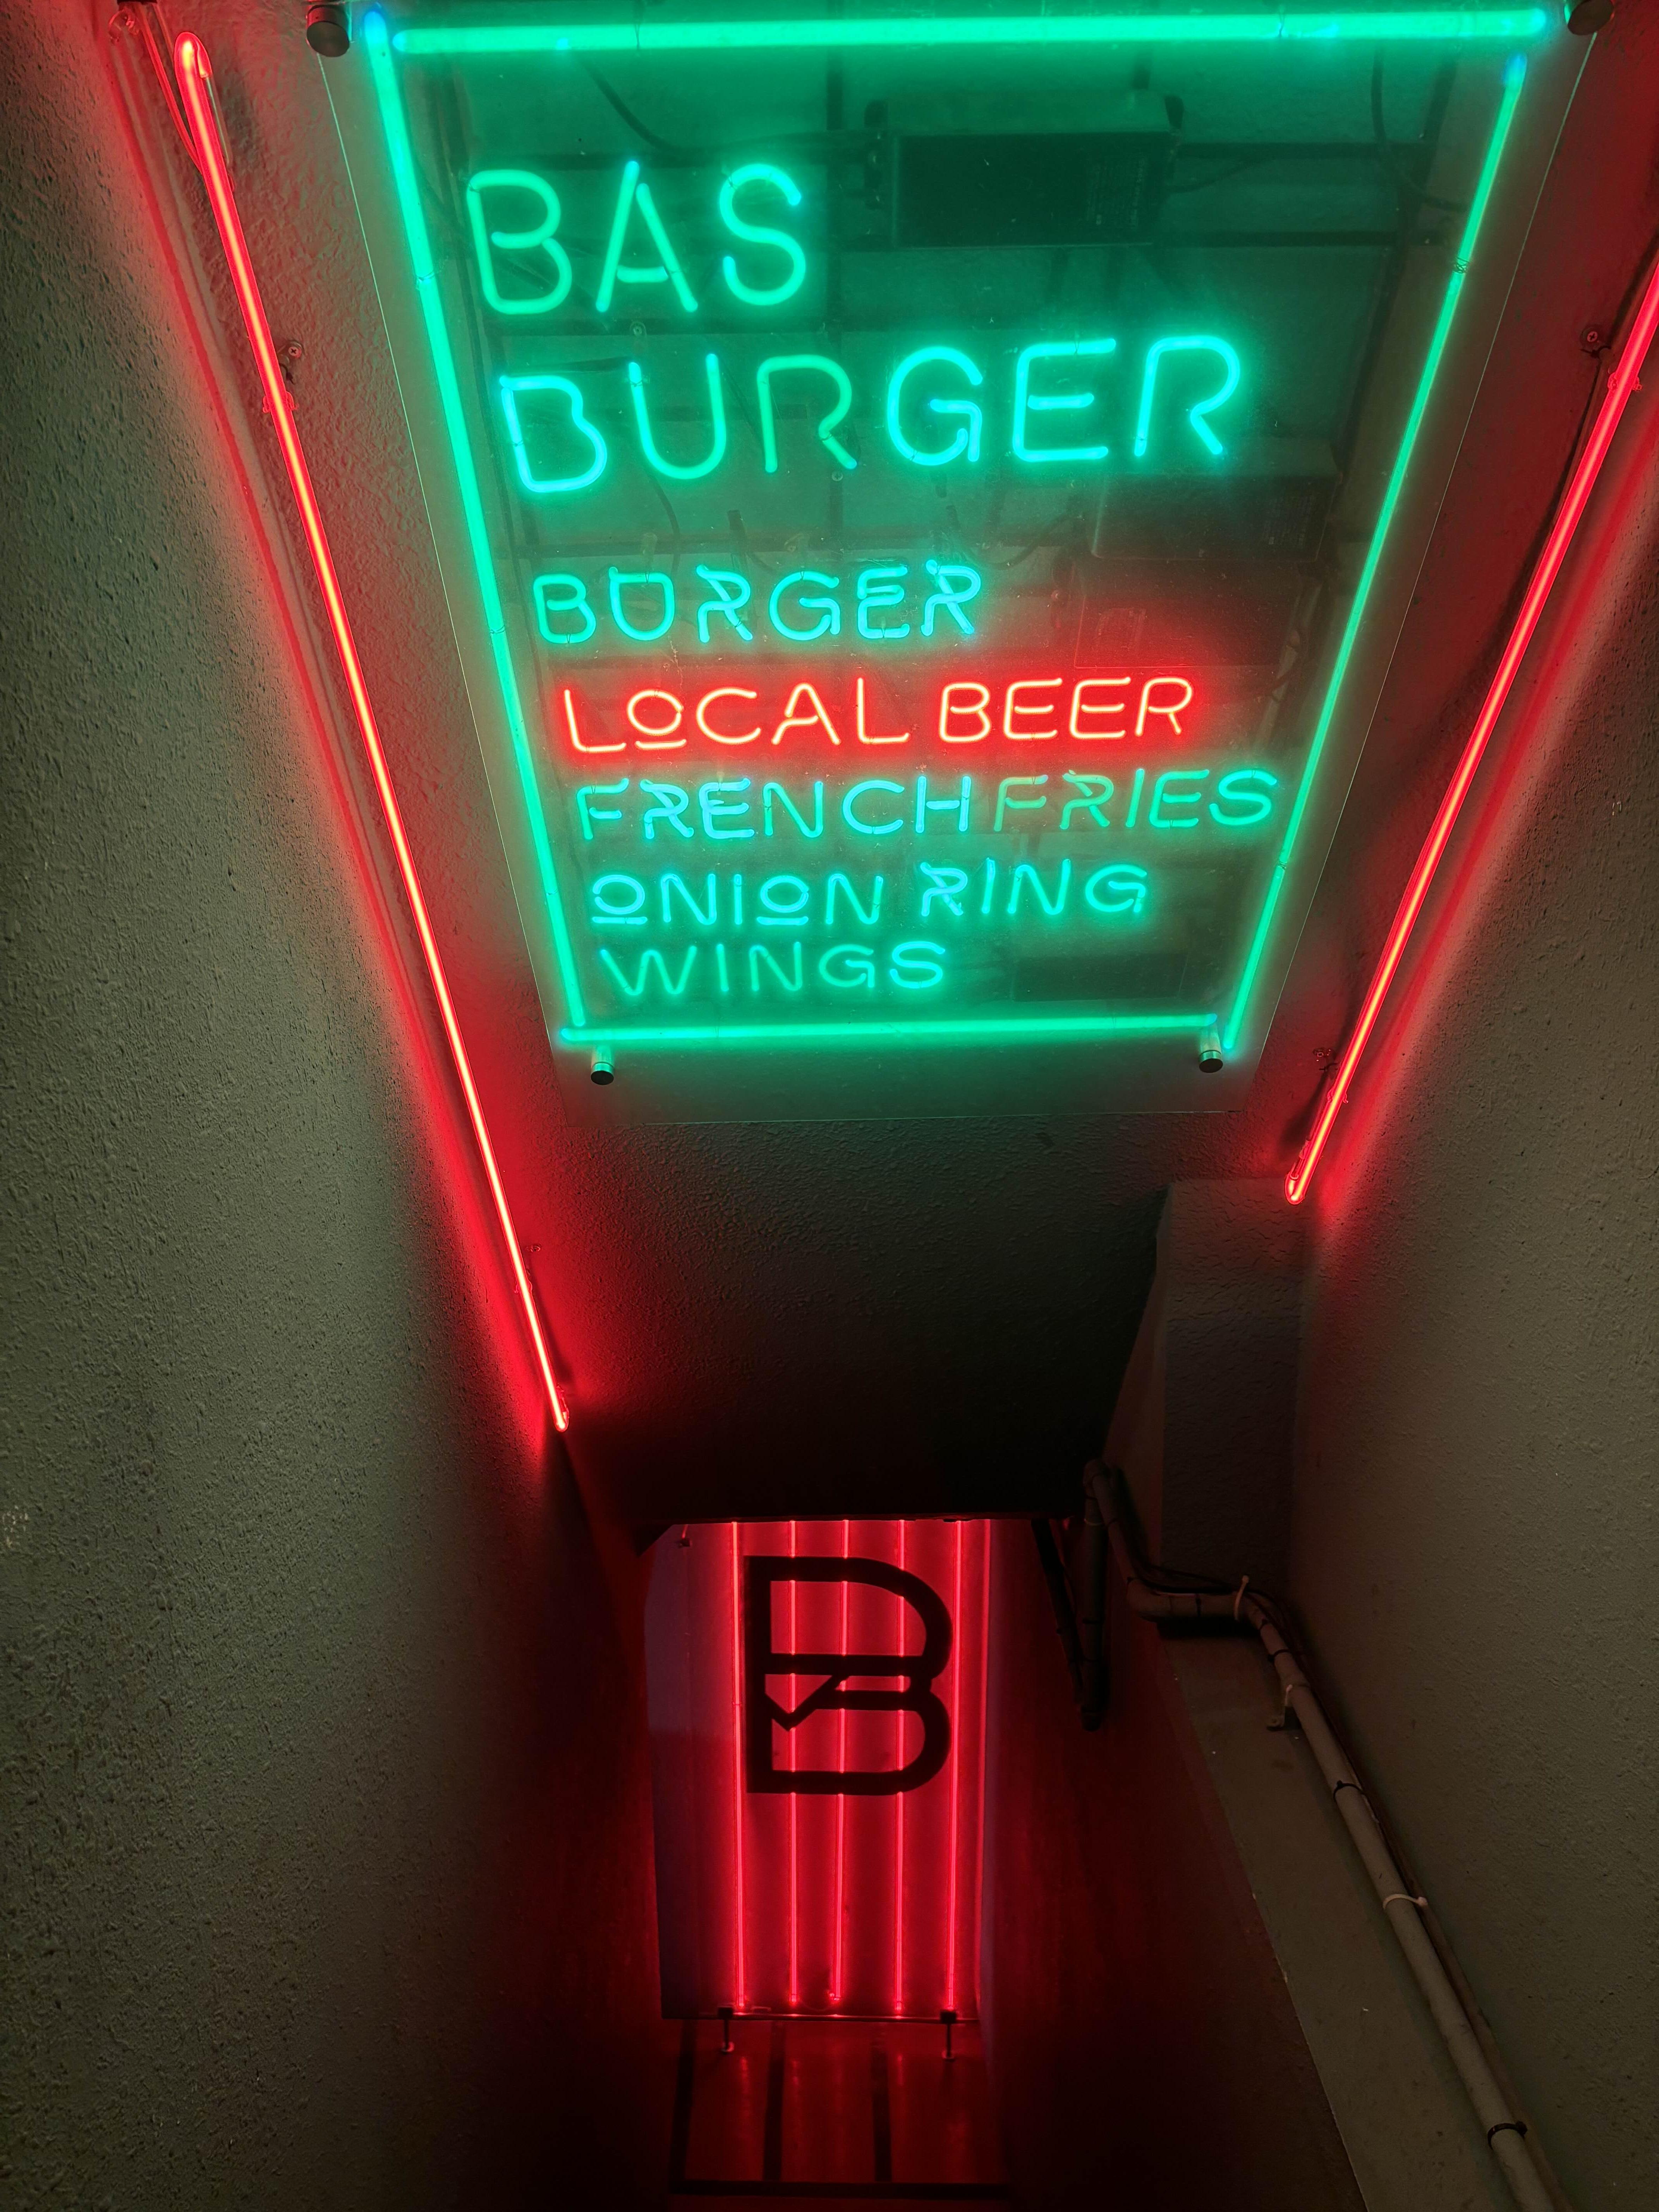 BAS
BURGER
BURGER
LOCAL BEER
FRENCH FRIES
ONION RING
WINGS
B